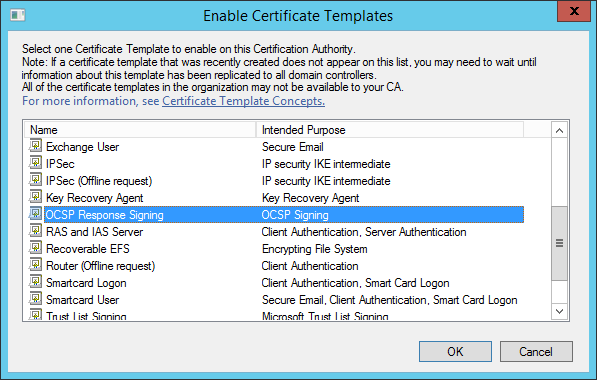 Enable Certificate Templates
Select one Certificate Template to enable on this Certification Authority.
Note: If a certificate template that was recently created does not appear on this list, you may need to wait until
information about this template has been replicated to all domain controllers.
All of the certificate templates in the organization may not be available to your CA.
For more information, see Certificate Template Concepts.
Name Intended Purpose
Exchange User Secure Email
IPSec IP security IKE intermediate
IPSec (Offline request) IP security IKE intermediate
Key Recovery Agent Key Recovery Agent
OCSP Response Signing OCSP Signing
RAS and IAS Server Client Authentication, Server Authentication
Recoverable EFS Encrypting File System
Router (Offline request) Client Authentication
Smartcard Logon Client Authentication, Smart Card Logon
Smartcard User Secure Email, Client Authentication, Smart Card Logon
Trust List Signing Microsoft Trust List Signing
OK Cancel